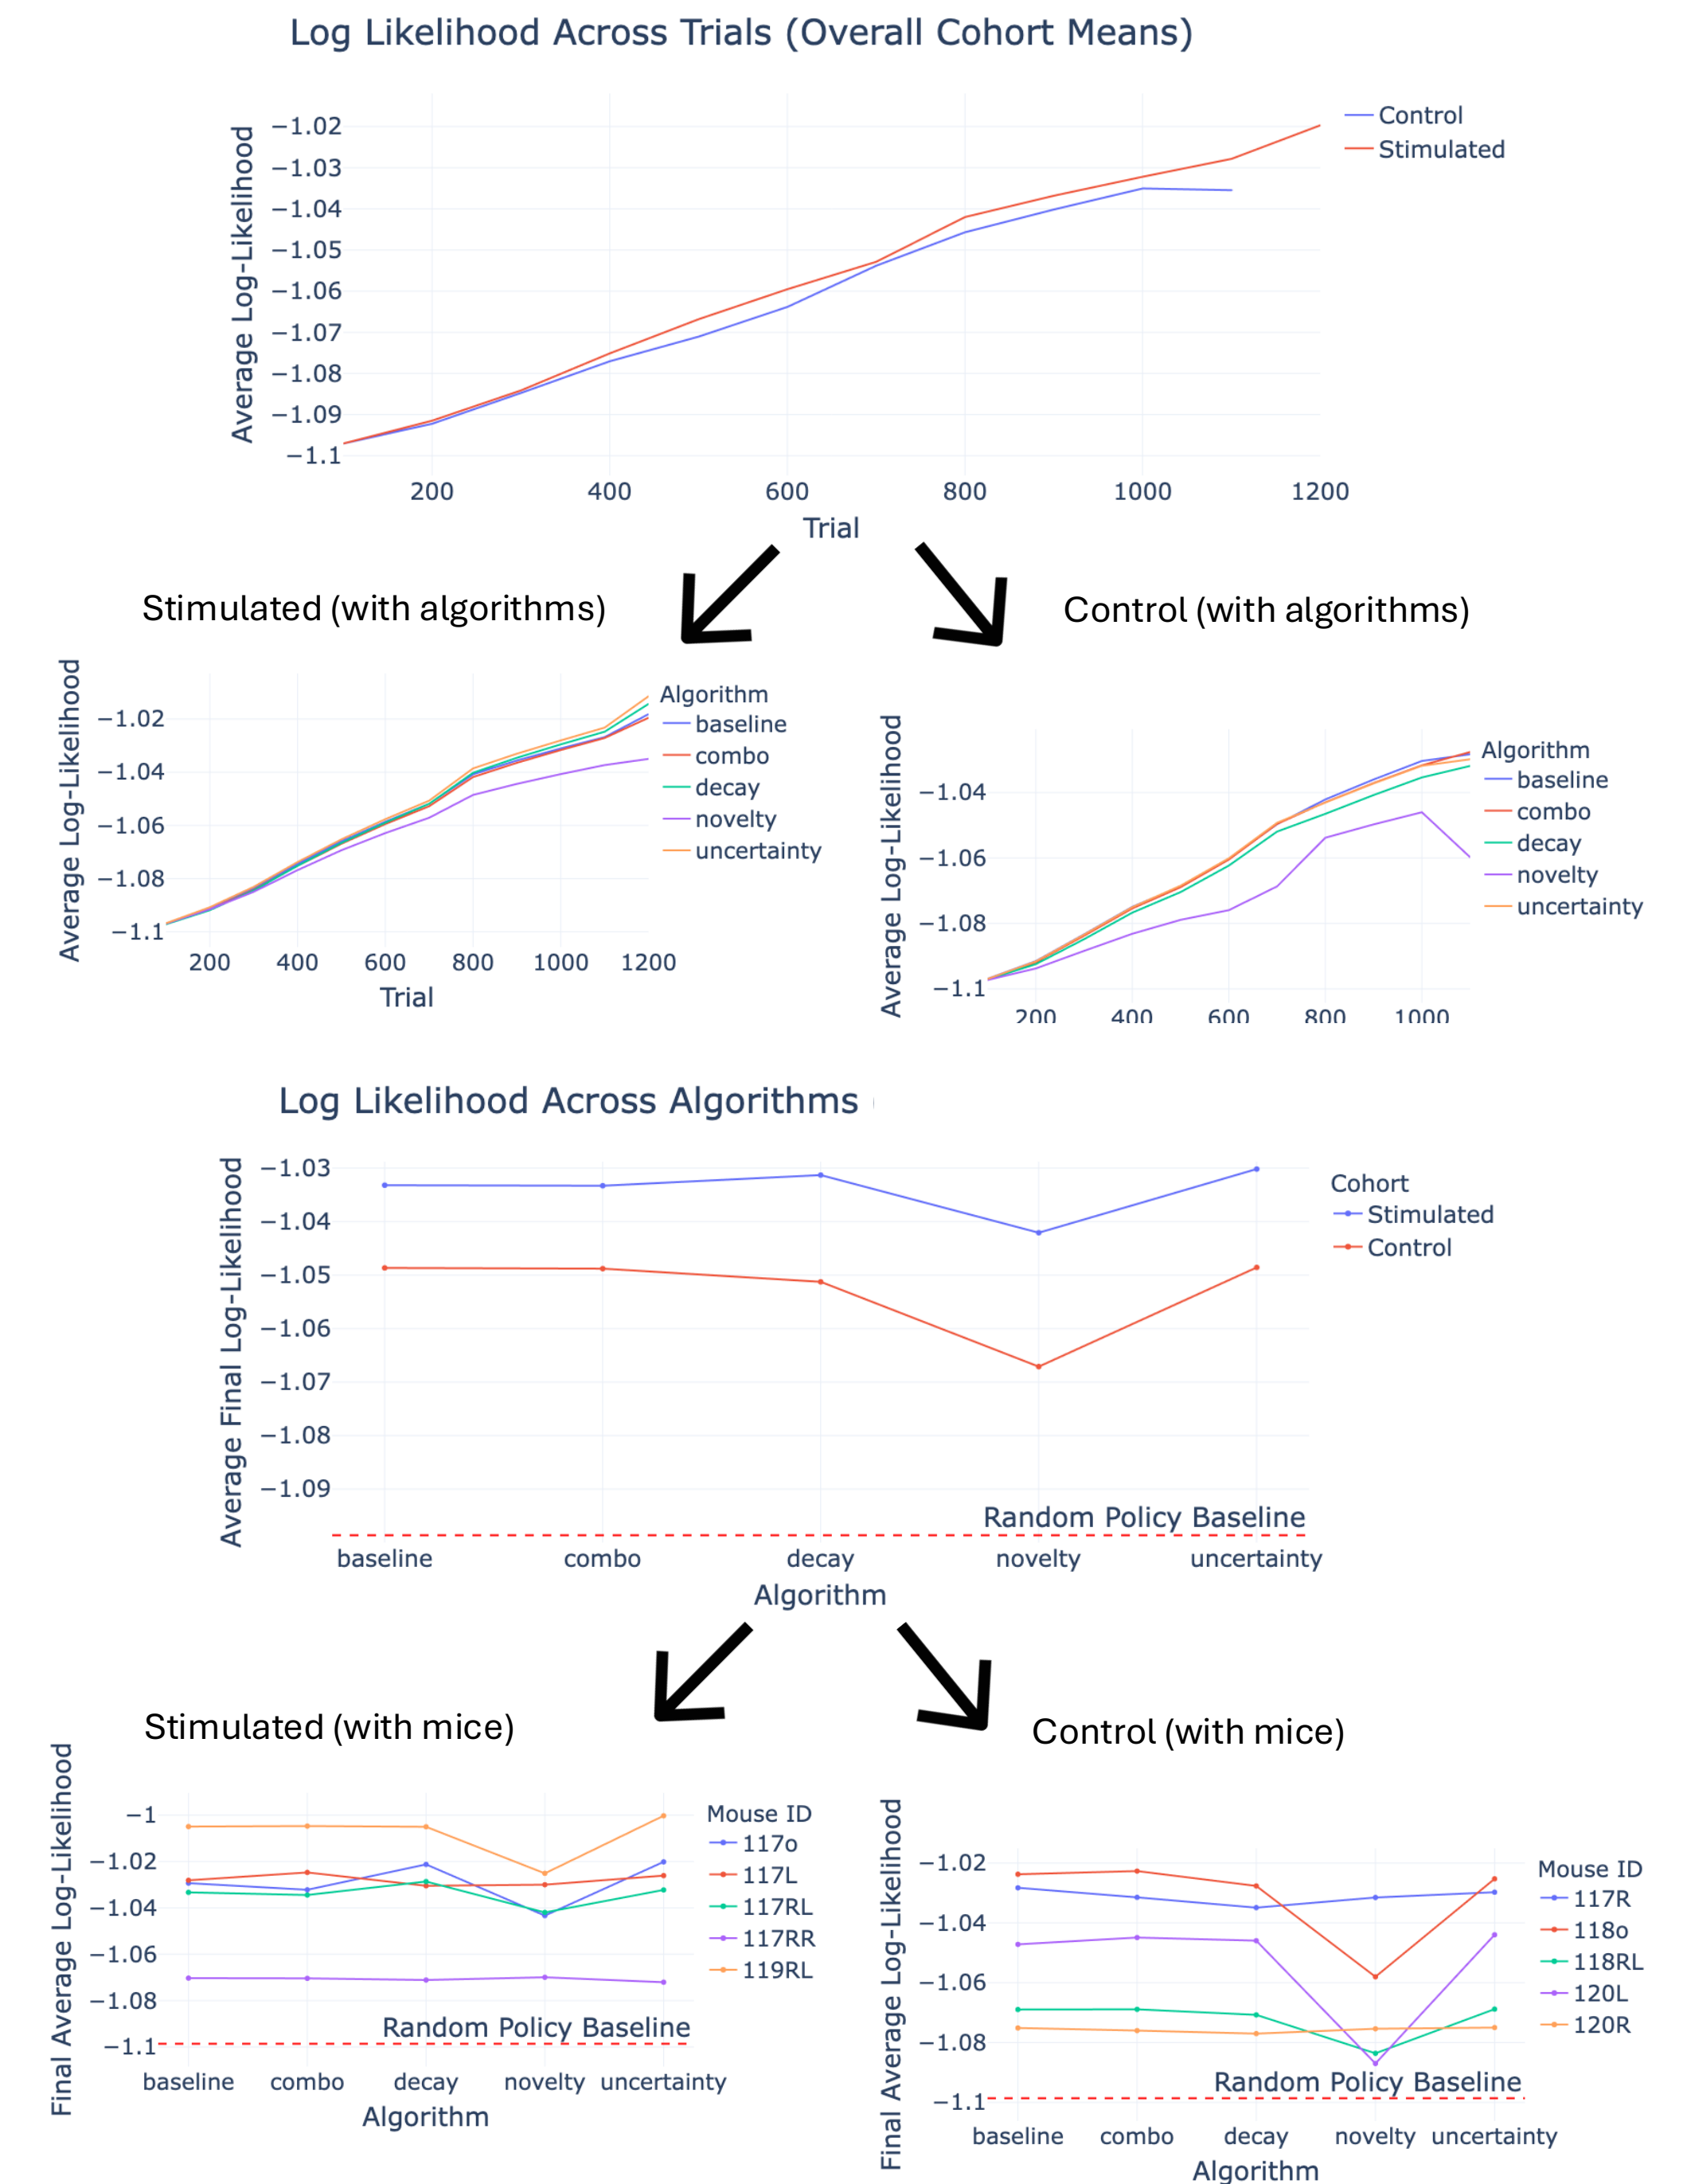 Log Likelihood Across Trials (Overall Cohort Means)
Average Log-Likelihood
−1.02
−1.03
−1.04
−1.05
−1.06
−1.07
−1.08
−1.09
−1.1
200 400 600 800 1000 1200
Trial
Control
Stimulated
Stimulated (with algorithms)
Average Log-Likelihood
−1.02
−1.04
−1.06
−1.08
−1.1
200 400 600 800 1000 1200
Trial
Algorithm
baseline
combo
decay
novelty
uncertainty
Control (with algorithms)
Average Log-Likelihood
−1.04
−1.06
−1.08
−1.1
200 400 600 800 1000
Algorithm
baseline
combo
decay
novelty
uncertainty
Log Likelihood Across Algorithms
Average Final Log-Likelihood
−1.03
−1.04
−1.05
−1.06
−1.07
−1.08
−1.09
Random Policy Baseline
baseline combo decay novelty uncertainty
Algorithm
Cohort
Stimulated
Control
Stimulated (with mice)
Final Average Log-Likelihood
−1
−1.02
−1.04
−1.06
−1.08
−1.1
Random Policy Baseline
baseline combo decay novelty uncertainty
Algorithm
Mouse ID
117o
117L
117RL
117RR
119RL
Control (with mice)
Final Average Log-Likelihood
−1.02
−1.04
−1.06
−1.08
−1.1
Random Policy Baseline
baseline combo decay novelty uncertainty
Algorithm
Mouse ID
117R
118o
118RL
120L
120R